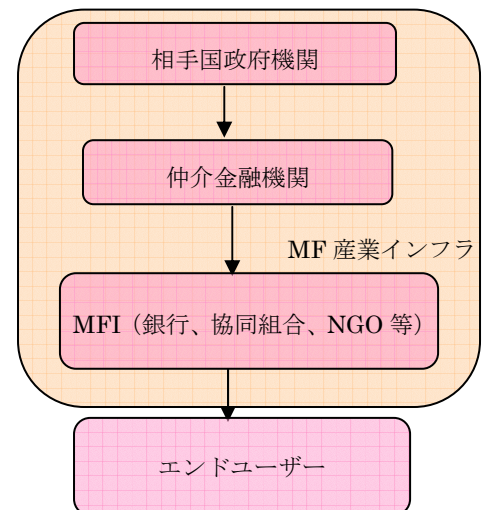 相手国政府機関
仲介金融機関
MF 産業インフラ
MFI（銀行、協同組合、NGO 等）
エンドユーザー